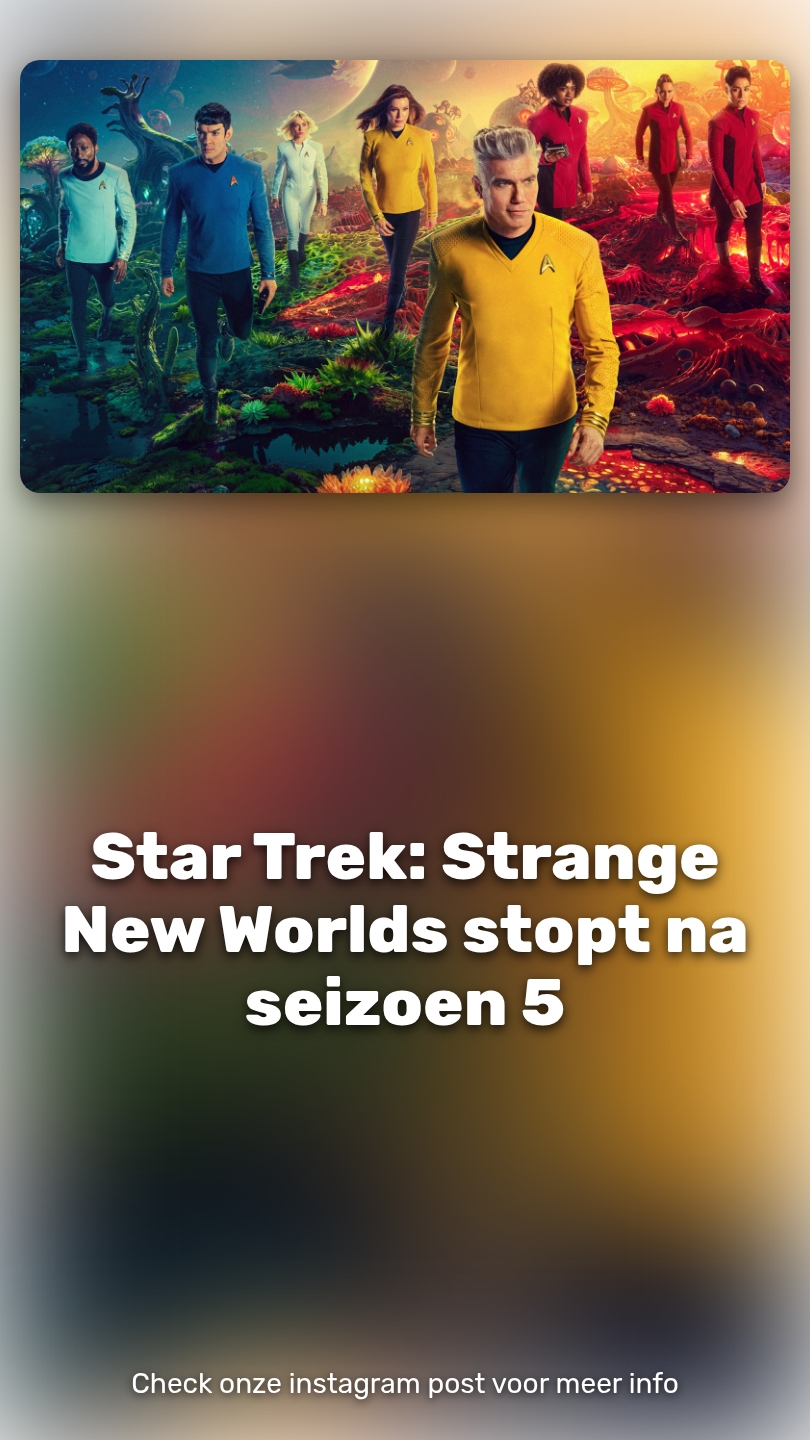 Star Trek: Strange
New Worlds stopt na
seizoen 5
Check onze instagram post voor meer info